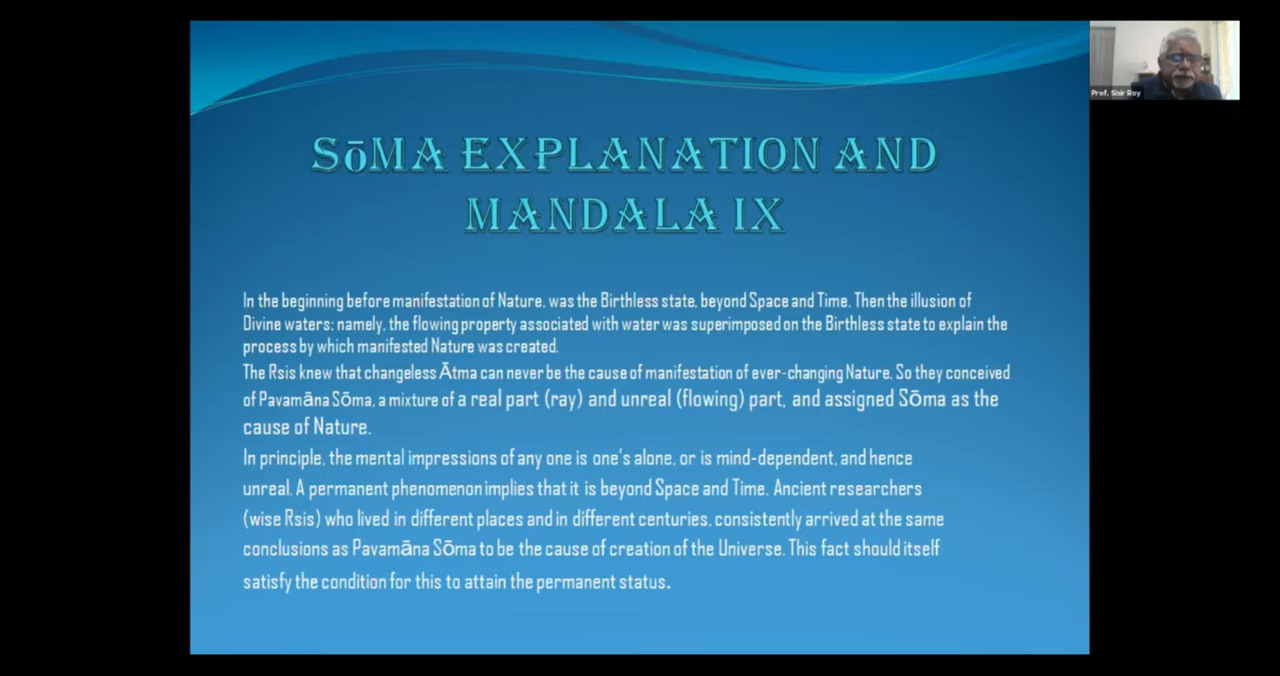 SōMA EXPLANATION AND
MANDALA IX
In the beginning before manifestation of Nature, was the Birthless state, beyond Space and Time. Then the illusion of
Divine waters; namely, the flowing property associated with water was superimposed on the Birthless state to explain the
process by which manifested Nature was created.
The Rsis knew that changeless Ātma can never be the cause of manifestation of ever-changing Nature. So they conceived
of Pavamāna Sōma, a mixture of a real part (ray) and unreal (flowing) part, and assigned Sōma as the
cause of Nature.
In principle, the mental impressions of any one is one's alone, or is mind-dependent, and hence
unreal. A permanent phenomenon implies that it is beyond Space and Time. Ancient researchers
(wise Rsis) who lived in different places and in different centuries, consistently arrived at the same
conclusions as Pavamāna Sōma to be the cause of creation of the Universe. This fact should itself
satisfy the condition for this to attain the permanent status.
Prof. Sisir Roy